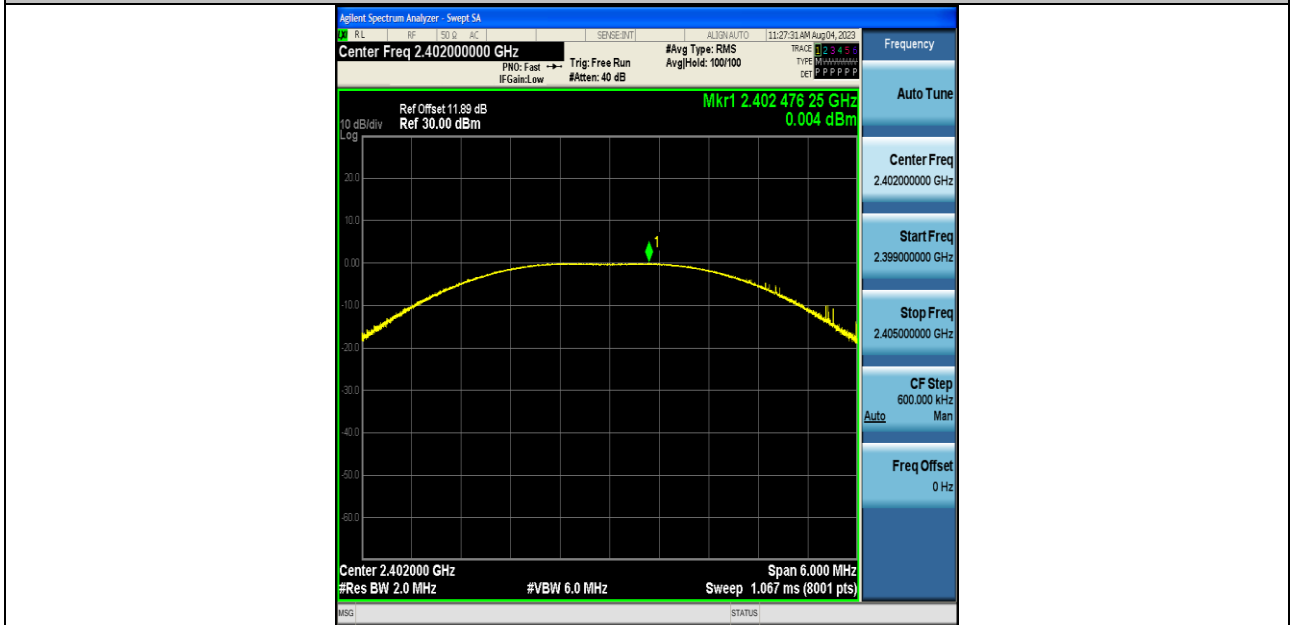 Agilent Spectrum Analyzer - Swept SA
LXI RL RF 50 Ω AC SENSE:INT ALIGN AUTO 11:27:31 AM Aug 04, 2023
Center Freq 2.402000000 GHz #Avg Type: RMS TRACE 1 2 3 4 5 6
PNO: Fast Trig: Free Run Avg|Hold: 100/100 TYPE M
IFGain:Low #Atten: 40 dB DET P P P P P P
Frequency
Mkr1 2.402 476 25 GHz
0.004 dBm
Ref Offset 11.89 dB
10 dB/div Ref 30.00 dBm
Log
20.0
10.0
0.00
-10.0
-20.0
-30.0
-40.0
-50.0
-60.0
1
Center 2.402000 GHz Span 6.000 MHz
#Res BW 2.0 MHz #VBW 6.0 MHz Sweep 1.067 ms (8001 pts)
MSG STATUS
Auto Tune
Center Freq
2.402000000 GHz
Start Freq
2.399000000 GHz
Stop Freq
2.405000000 GHz
CF Step
600.000 kHz
Auto Man
Freq Offset
0 Hz